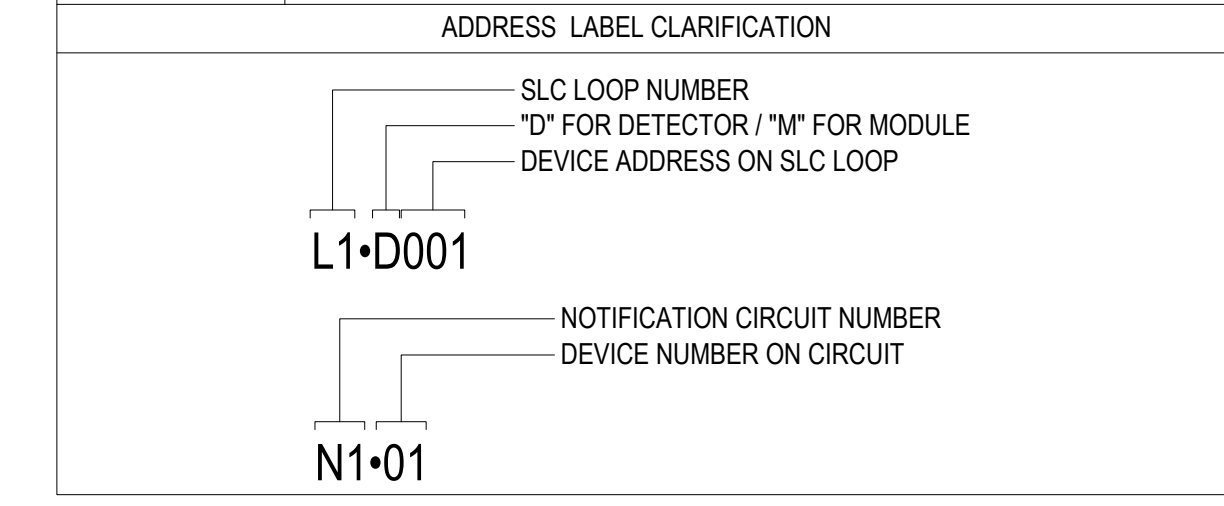 ADDRESS LABEL CLARIFICATION
SLC LOOP NUMBER
"D" FOR DETECTOR / "M" FOR MODULE
DEVICE ADDRESS ON SLC LOOP
L1•D001
NOTIFICATION CIRCUIT NUMBER
DEVICE NUMBER ON CIRCUIT
N1•01